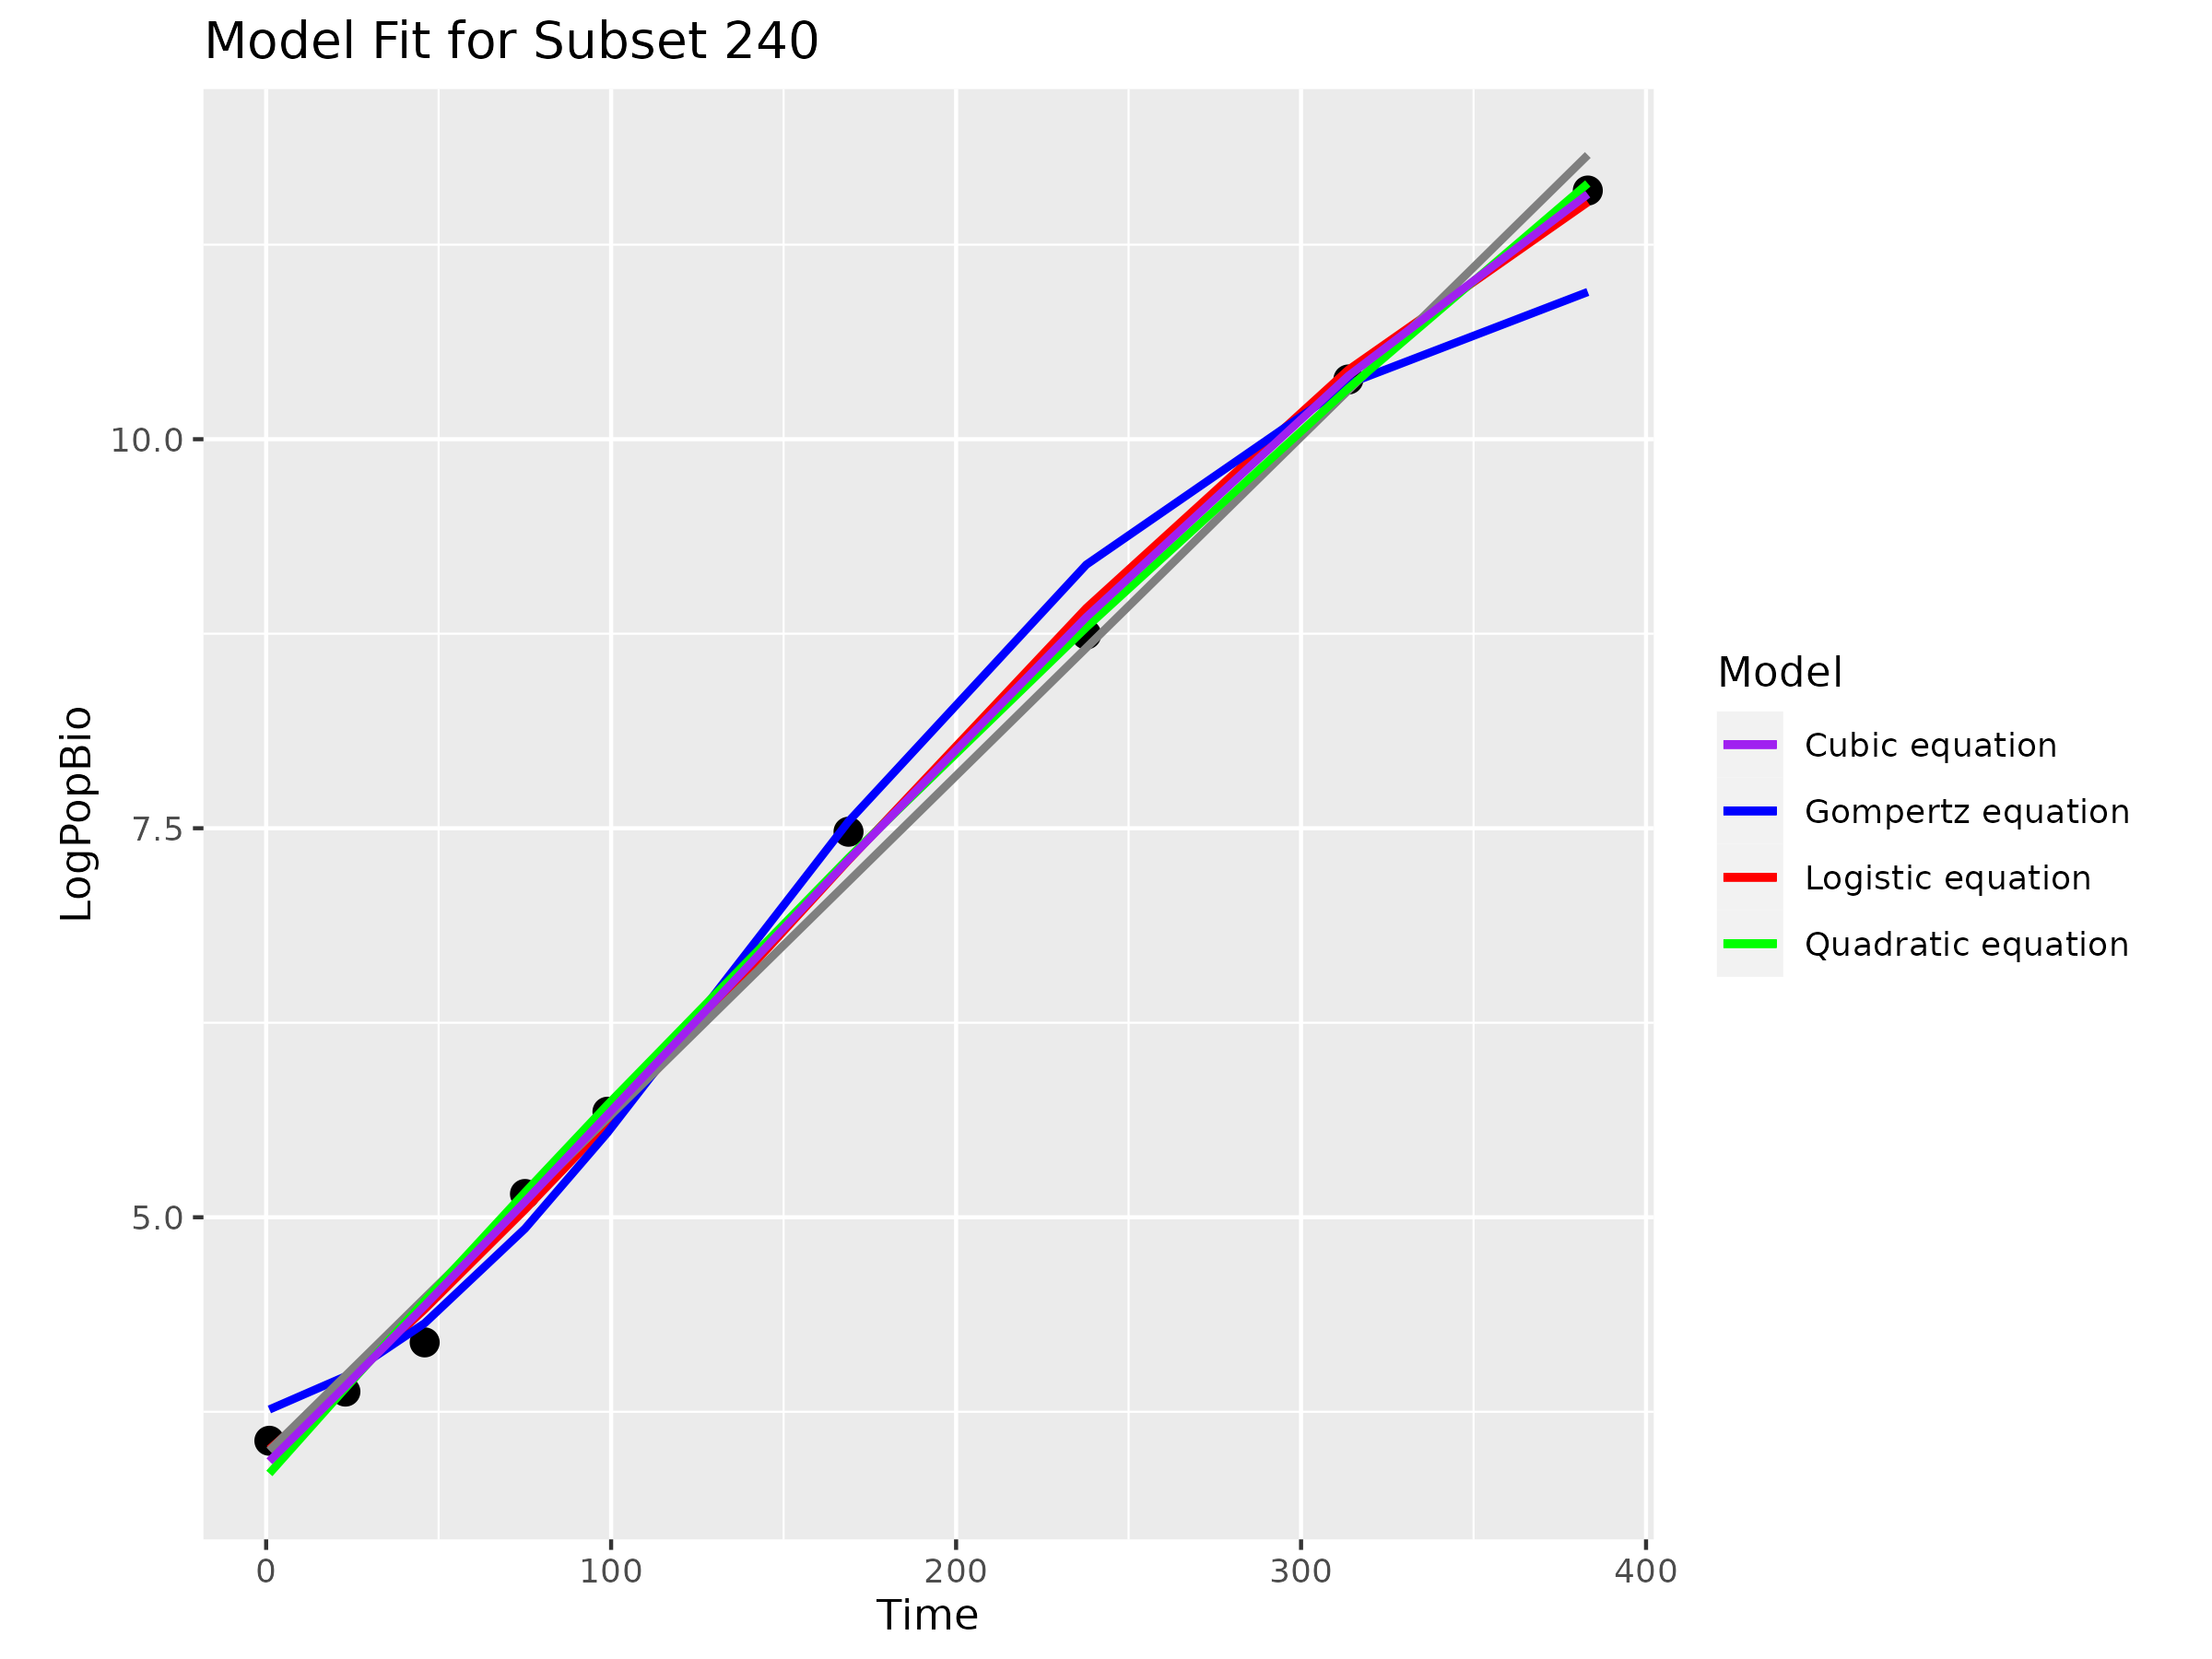 Model Fit for Subset 240
LogPopBio
10.0
7.5
5.0
0 100 200 300 400
Time
Model
Cubic equation
Gompertz equation
Logistic equation
Quadratic equation